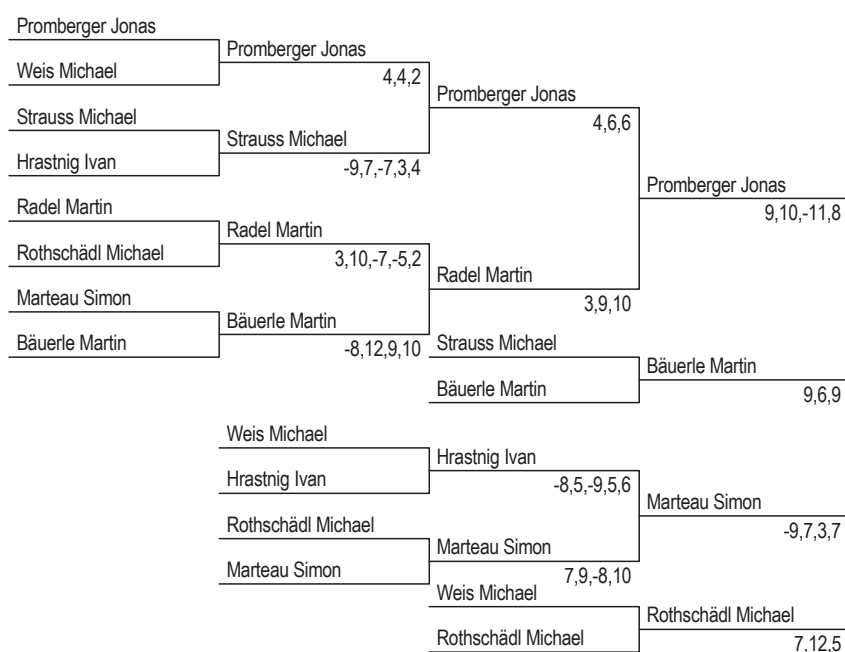 Promberger Jonas
Promberger Jonas
Weis Michael
4,4,2
Promberger Jonas
Strauss Michael
4,6,6
Strauss Michael
Hrastnig Ivan
-9,7,-7,3,4
Promberger Jonas
Radel Martin
9,10,-11,8
Radel Martin
Rothschädl Michael
3,10,-7,-5,2
Radel Martin
Marteau Simon
3,9,10
Bäuerle Martin
Bäuerle Martin
-8,12,9,10
Strauss Michael
Bäuerle Martin
Bäuerle Martin
9,6,9
Weis Michael
Hrastnig Ivan
Hrastnig Ivan
-8,5,-9,5,6
Marteau Simon
Rothschädl Michael
-9,7,3,7
Marteau Simon
Marteau Simon
7,9,-8,10
Weis Michael
Rothschädl Michael
Rothschädl Michael
7,12,5